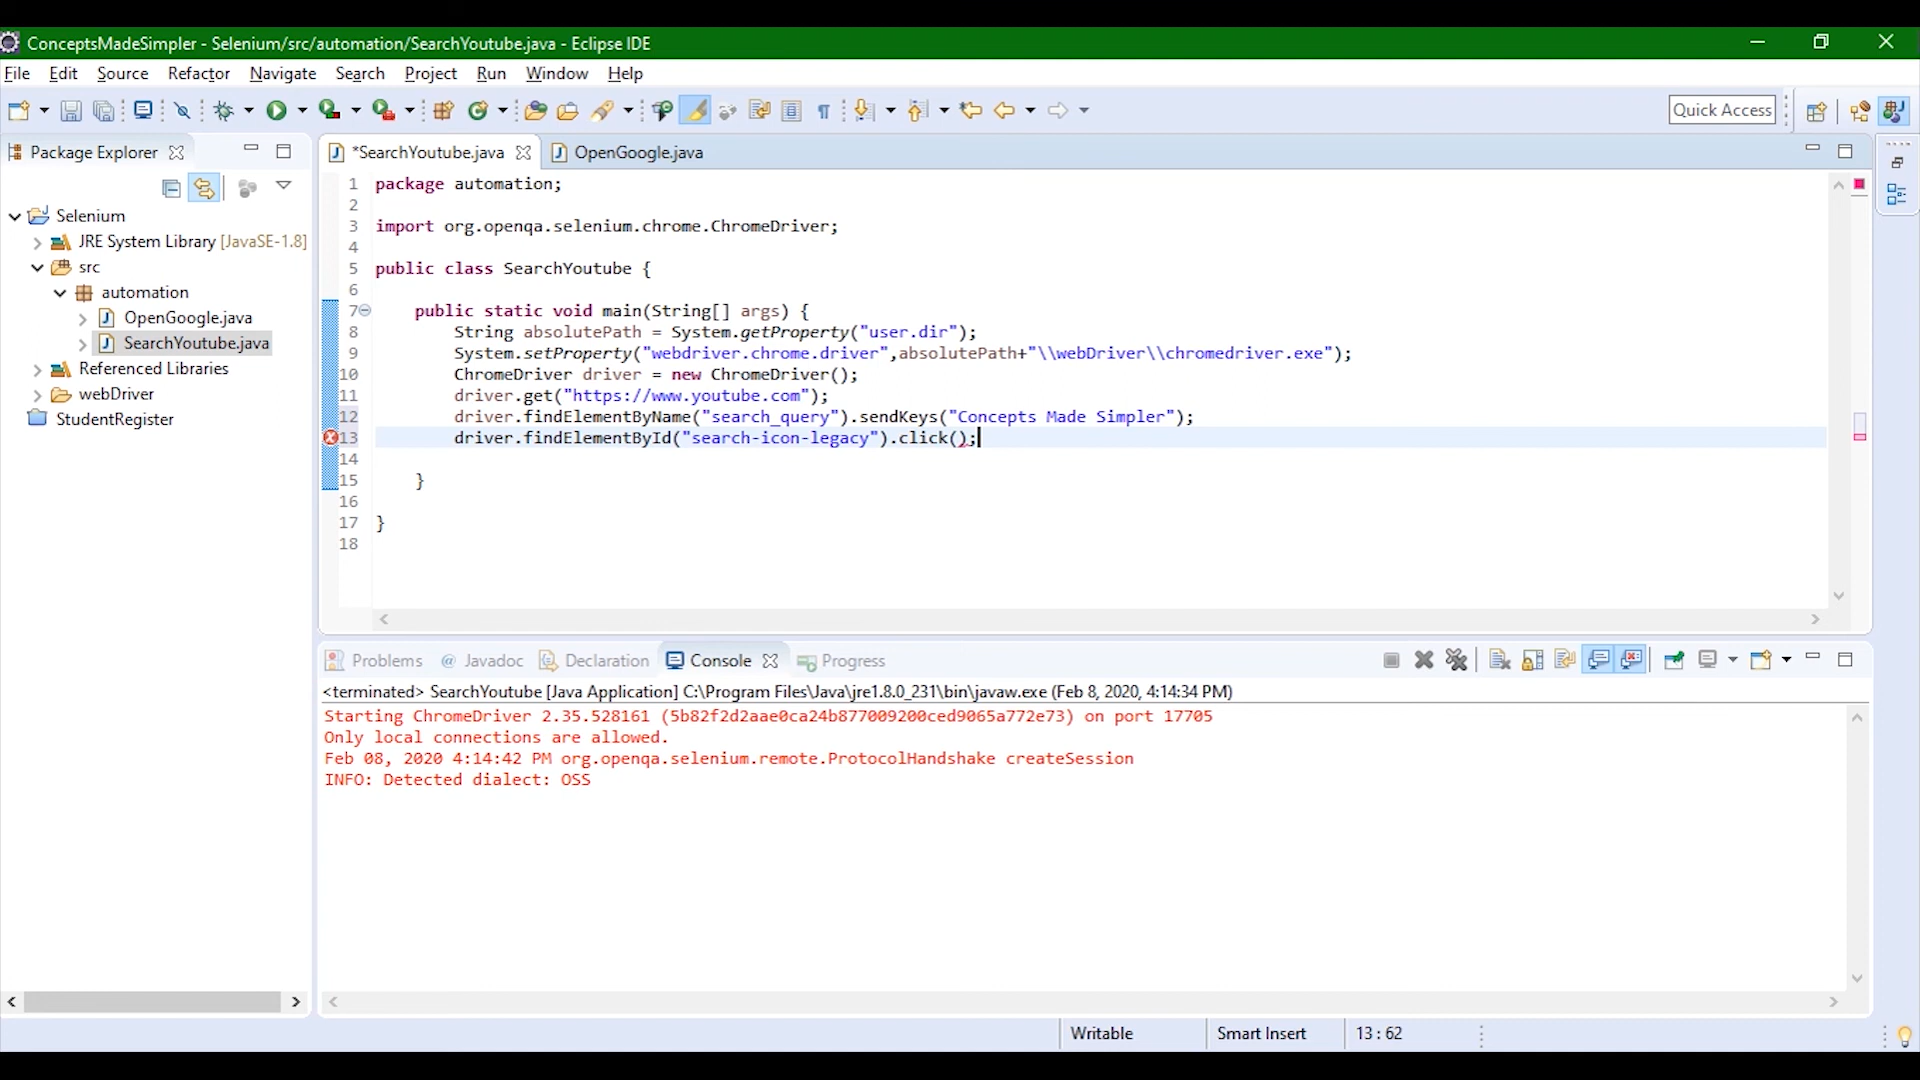 ConceptsMadeSimpler - Selenium/src/automation/SearchYoutube.java - Eclipse IDE
File Edit Source Refactor Navigate Search Project Run Window Help
Quick Access
Package Explorer
Selenium
JRE System Library [JavaSE-1.8]
src
automation
OpenGoogle.java
SearchYoutube.java
Referenced Libraries
webDriver
StudentRegister
*SearchYoutube.java OpenGoogle.java
1 package automation;
2
3 import org.openqa.selenium.chrome.ChromeDriver;
4
5 public class SearchYoutube {
6
7 public static void main(String[] args) {
8 String absolutePath = System.getProperty("user.dir");
9 System.setProperty("webdriver.chrome.driver",absolutePath+"\\webDriver\\chromedriver.exe");
10 ChromeDriver driver = new ChromeDriver();
11 driver.get("https://www.youtube.com");
12 driver.findElementByName("search_query").sendKeys("Concepts Made Simpler");
13 driver.findElementById("search-icon-legacy").click();
14
15 }
16
17 }
18
Problems @ Javadoc Declaration Console Progress
<terminated> SearchYoutube [Java Application] C:\Program Files\Java\jre1.8.0_231\bin\javaw.exe (Feb 8, 2020, 4:14:34 PM)
Starting ChromeDriver 2.35.528161 (5b82f2d2aae0ca24b877009200ced9065a772e73) on port 17705
Only local connections are allowed.
Feb 08, 2020 4:14:42 PM org.openqa.selenium.remote.ProtocolHandshake createSession
INFO: Detected dialect: OSS
Writable Smart Insert 13 : 62